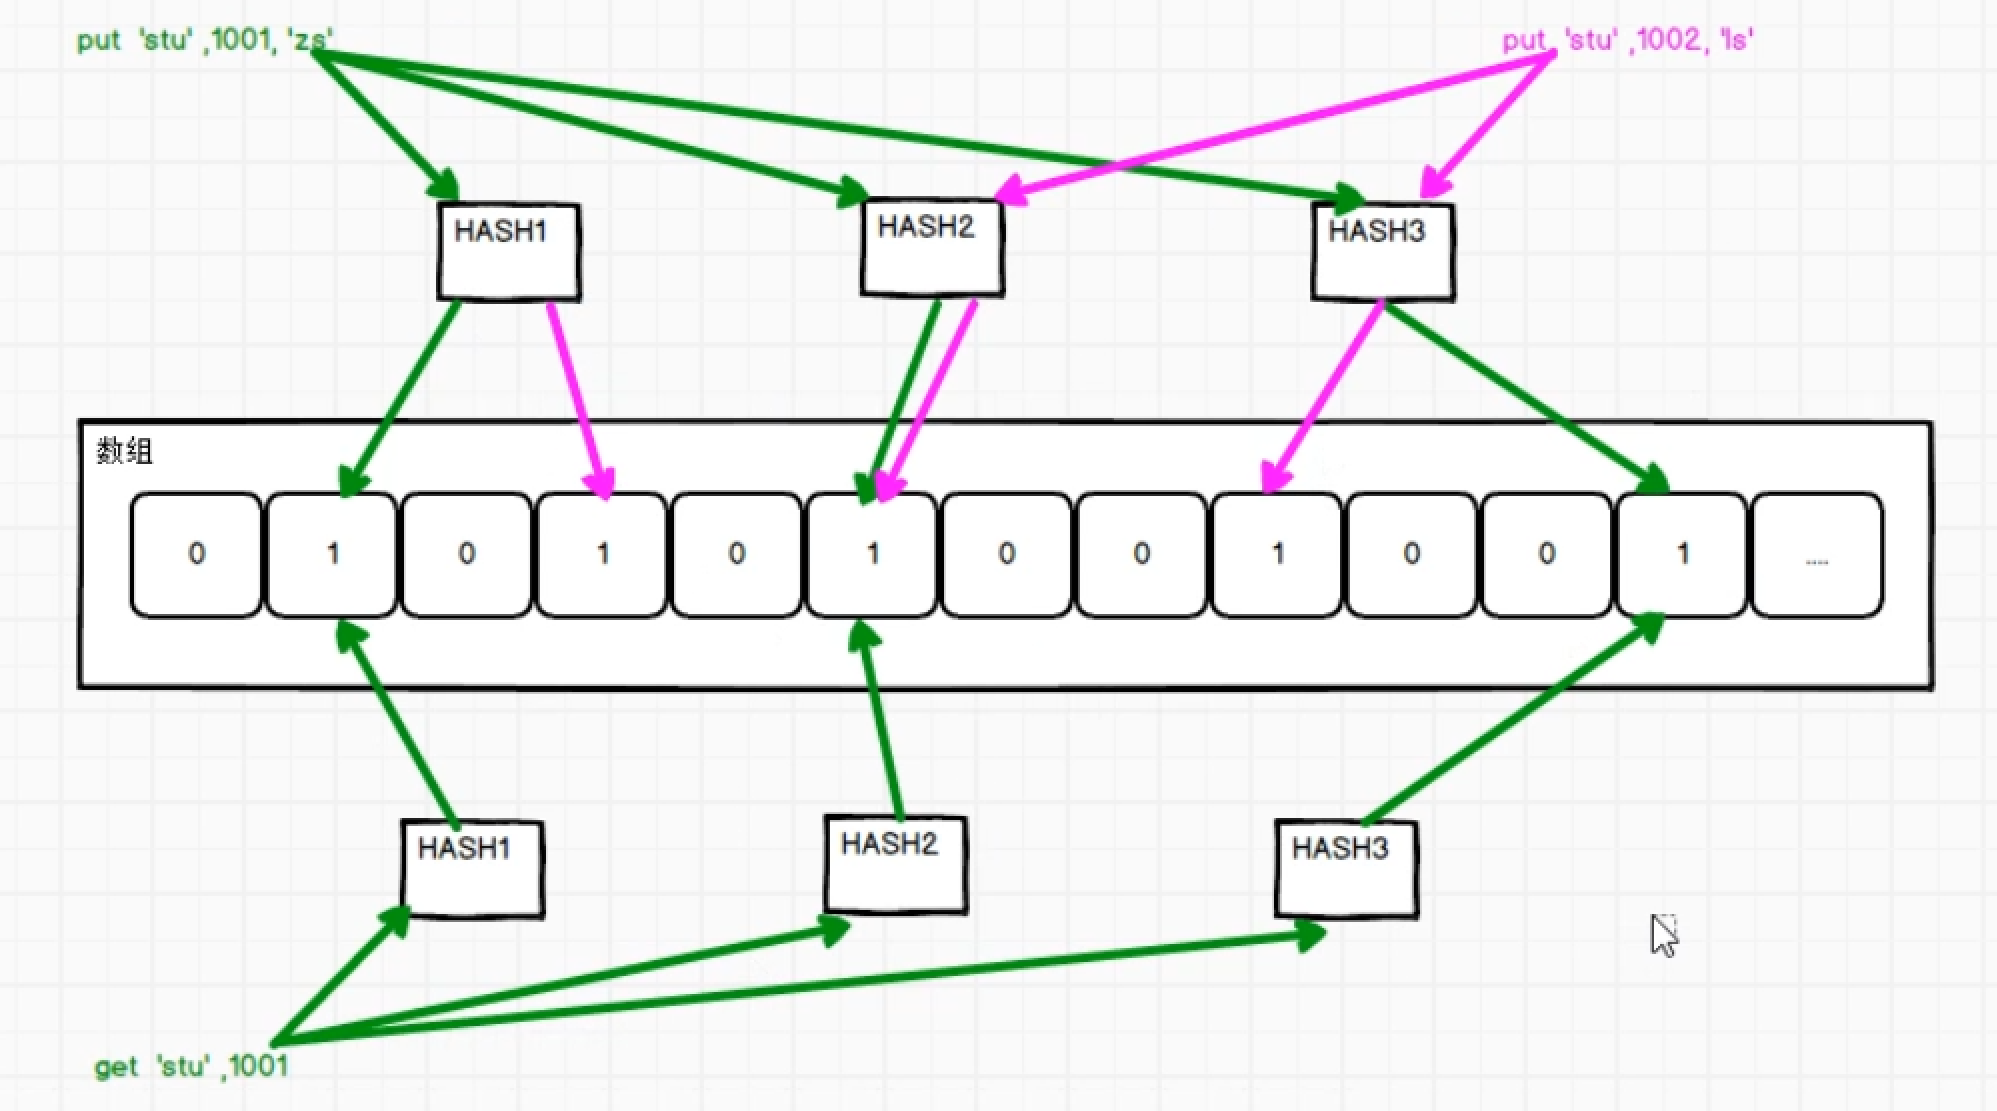 put 'stu' ,1001, 'zs'
put 'stu' ,1002, 'ls'
HASH1
HASH2
HASH3
数组
0 1 0 1 0 1 0 0 1 0 0 1 ....
HASH1
HASH2
HASH3
get 'stu' ,1001